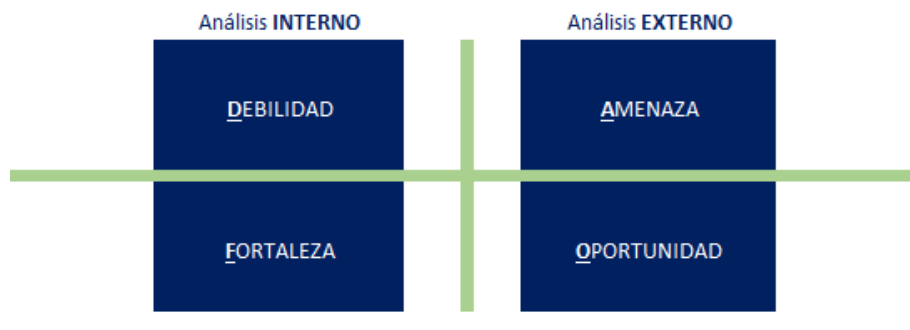 Análisis INTERNO
Análisis EXTERNO
DEBILIDAD
AMENAZA
FORTALEZA
OPORTUNIDAD